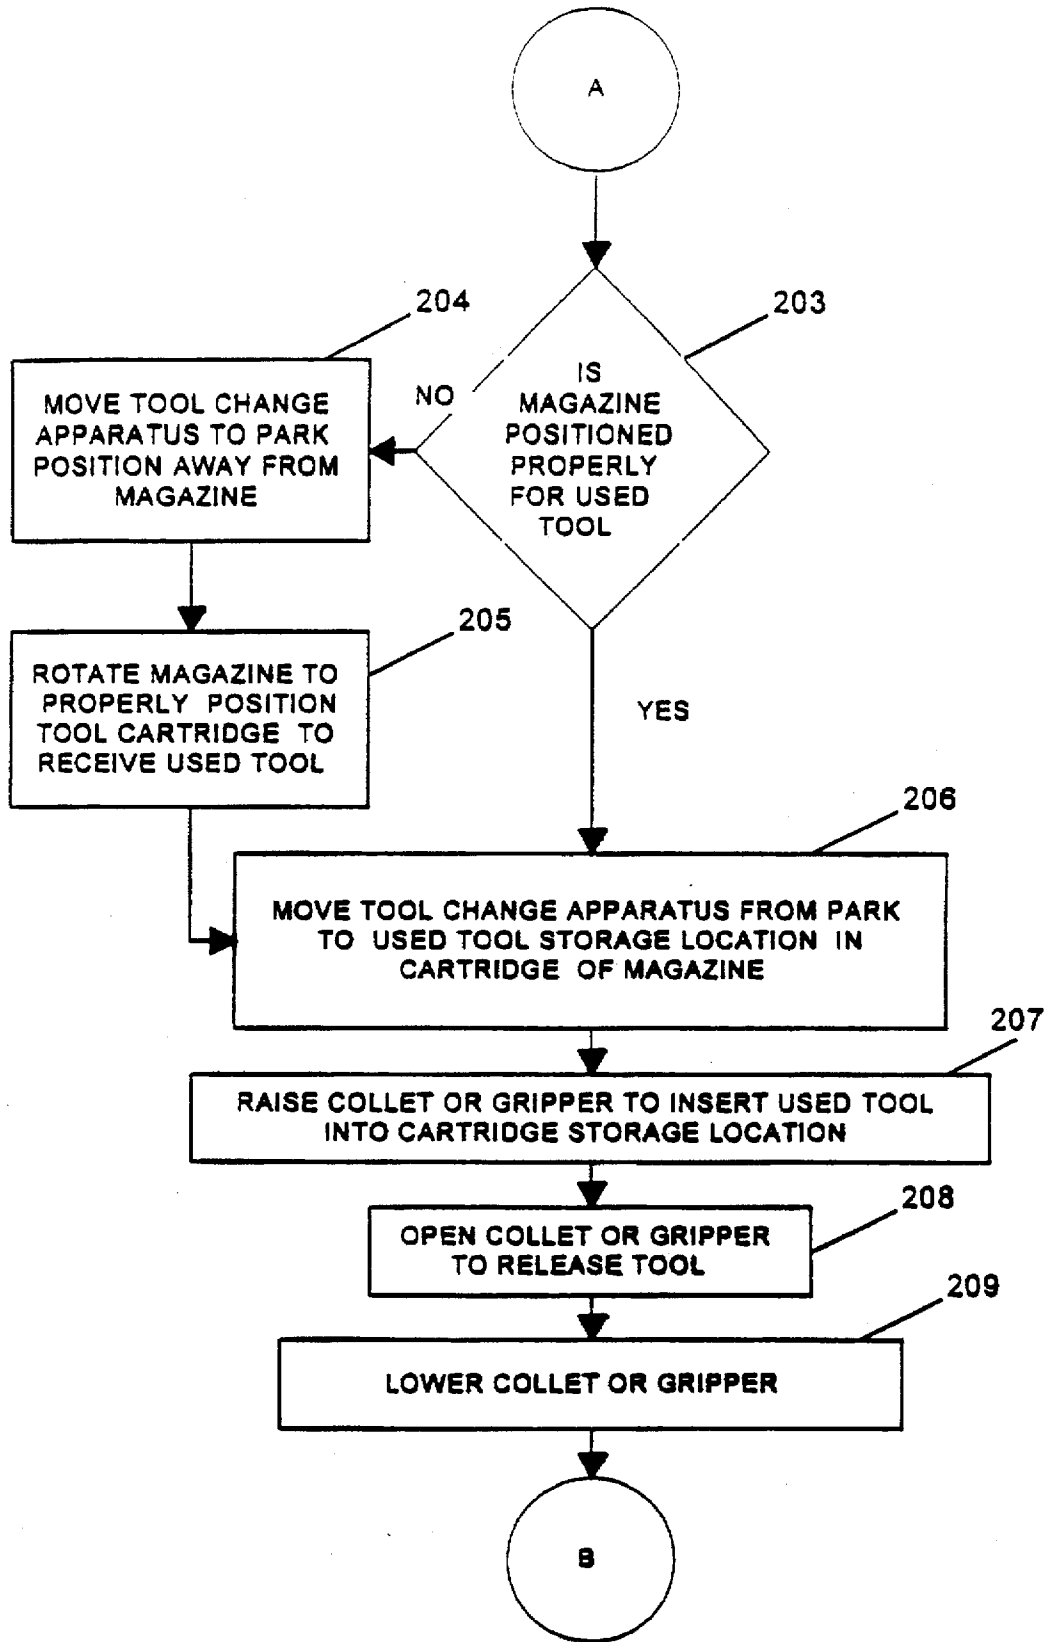 A
204
203
IS
MAGAZINE
POSITIONED
PROPERLY
FOR USED
TOOL
NO
MOVE TOOL CHANGE
APPARATUS TO PARK
POSITION AWAY FROM
MAGAZINE
205
ROTATE MAGAZINE TO
PROPERLY POSITION
TOOL CARTRIDGE TO
RECEIVE USED TOOL
YES
206
MOVE TOOL CHANGE APPARATUS FROM PARK
TO USED TOOL STORAGE LOCATION IN
CARTRIDGE OF MAGAZINE
207
RAISE COLLET OR GRIPPER TO INSERT USED TOOL
INTO CARTRIDGE STORAGE LOCATION
208
OPEN COLLET OR GRIPPER
TO RELEASE TOOL
209
LOWER COLLET OR GRIPPER
B